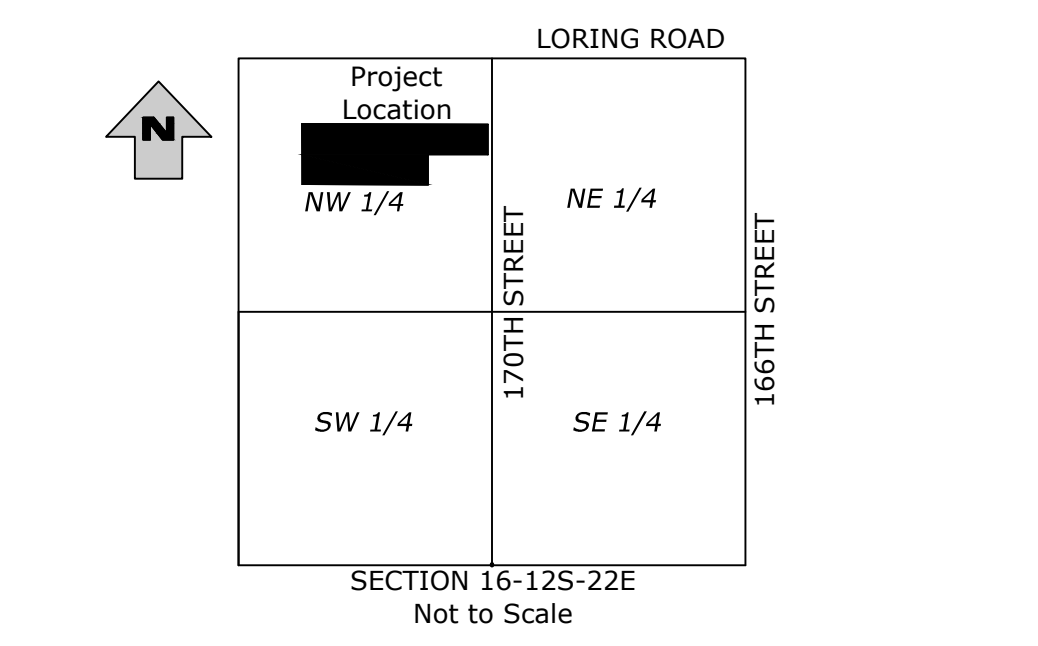 LORING ROAD
Project
Location
N
NW 1/4
NE 1/4
170TH STREET
166TH STREET
SW 1/4
SE 1/4
SECTION 16-12S-22E
Not to Scale